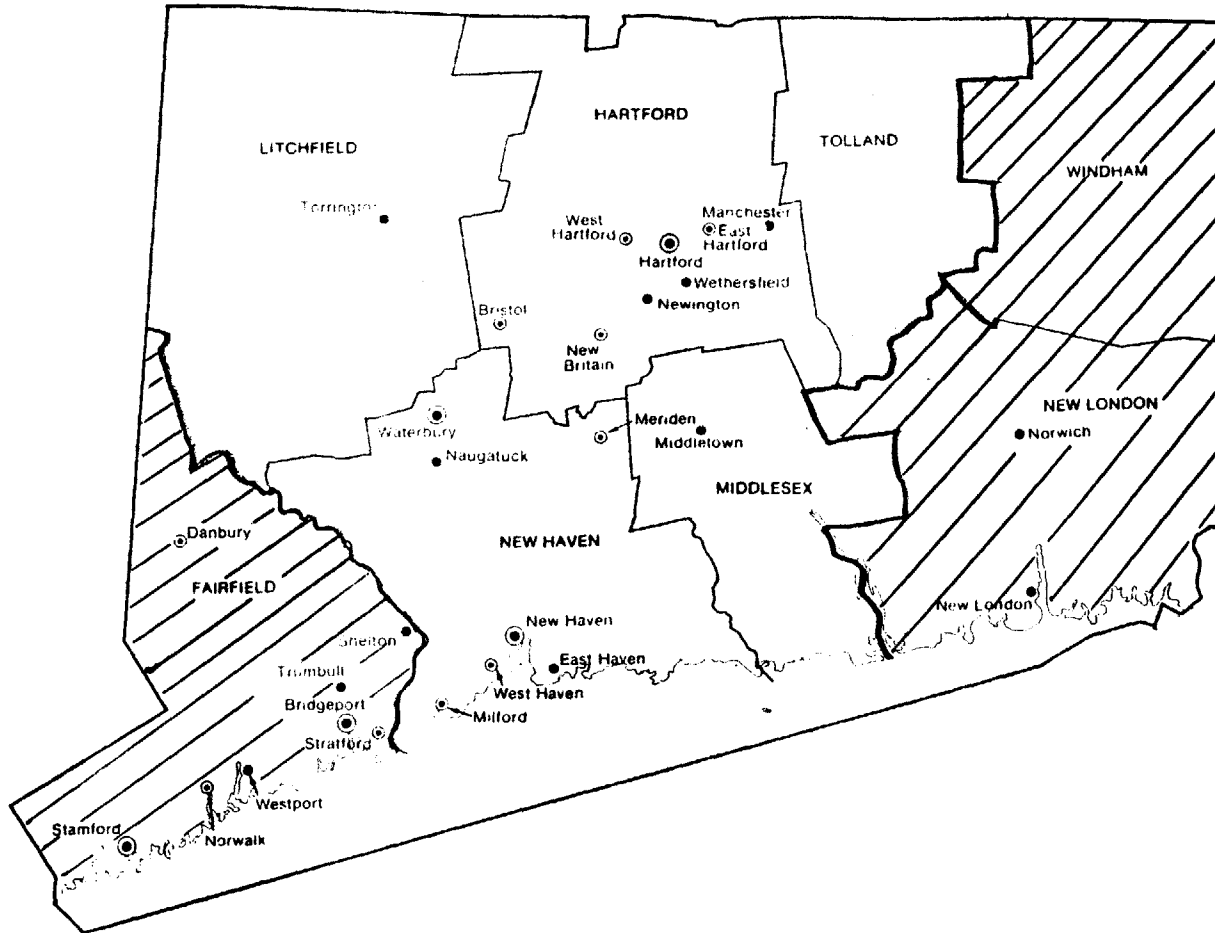 HARTFORD
LITCHFIELD
TOLLAND
WINDHAM
Torrington
West
Hartford
Manchester
East
Hartford
Hartford
Wethersfield
Newington
Bristol
New
Britain
Waterbury
Naugatuck
Meriden
Middletown
NEW LONDON
Norwich
MIDDLESEX
NEW HAVEN
Danbury
FAIRFIELD
New London
Shelton
New Haven
East Haven
West Haven
Trumbull
Bridgeport
Milford
Stratford
Westport
Stamford
Norwalk